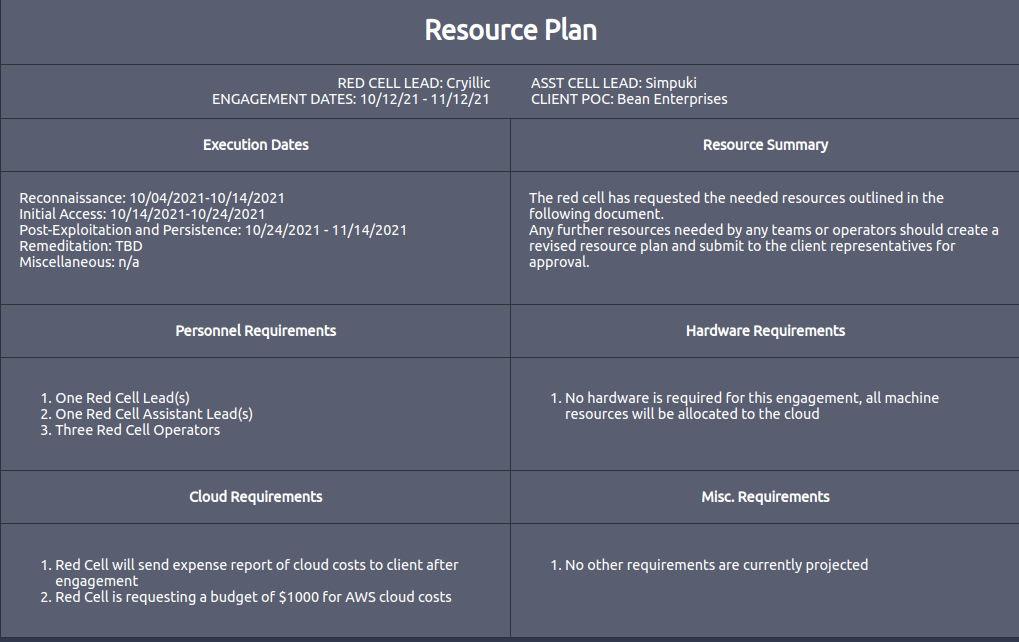 Resource Plan
RED CELL LEAD: Cryillic
ENGAGEMENT DATES: 10/12/21 - 11/12/21
ASST CELL LEAD: Simpuki
CLIENT POC: Bean Enterprises
Execution Dates
Reconnaissance: 10/04/2021-10/14/2021
Initial Access: 10/14/2021-10/24/2021
Post-Exploitation and Persistence: 10/24/2021 - 11/14/2021
Remeditation: TBD
Miscellaneous: n/a
Resource Summary
The red cell has requested the needed resources outlined in the
following document.
Any further resources needed by any teams or operators should create a
revised resource plan and submit to the client representatives for
approval.
Personnel Requirements
1. One Red Cell Lead(s)
2. One Red Cell Assistant Lead(s)
3. Three Red Cell Operators
Hardware Requirements
1. No hardware is required for this engagement, all machine
resources will be allocated to the cloud
Cloud Requirements
1. Red Cell will send expense report of cloud costs to client after
engagement
2. Red Cell is requesting a budget of $1000 for AWS cloud costs
Misc. Requirements
1. No other requirements are currently projected